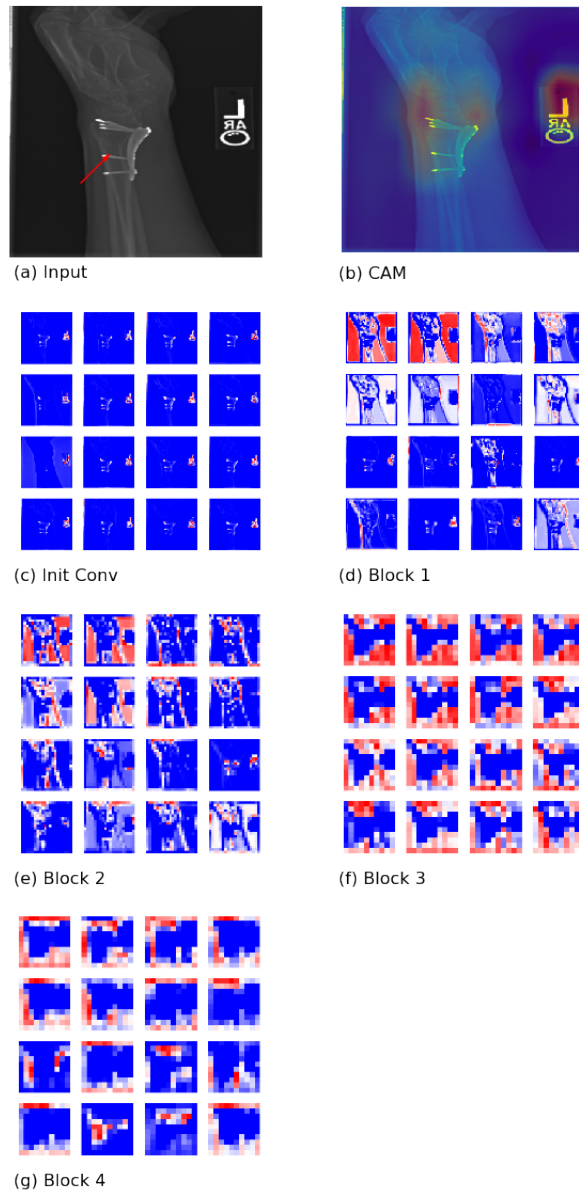 L
(a) Input
(b) CAM
(c) Init Conv
(d) Block 1
(e) Block 2
(f) Block 3
(g) Block 4